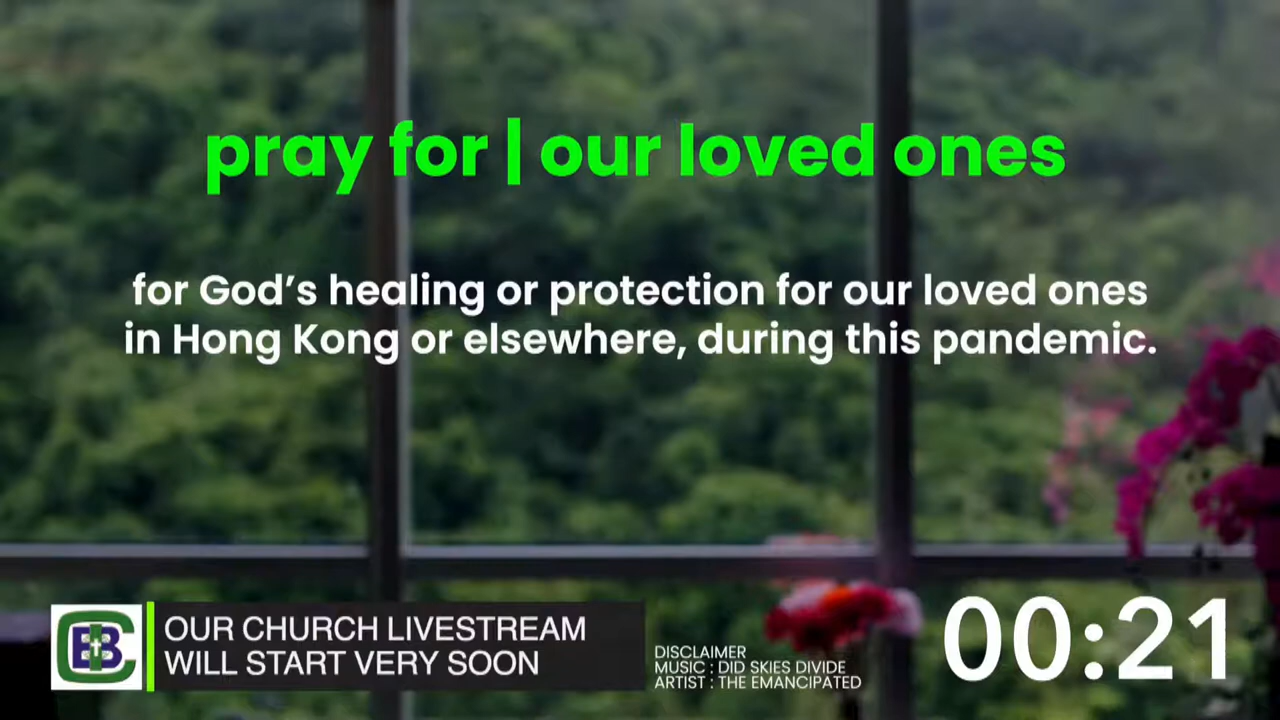 pray for | our loved ones
for God’s healing or protection for our loved ones
in Hong Kong or elsewhere, during this pandemic.
CBB
OUR CHURCH LIVESTREAM
WILL START VERY SOON
DISCLAIMER
MUSIC : DID SKIES DIVIDE
ARTIST : THE EMANCIPATED
00:21